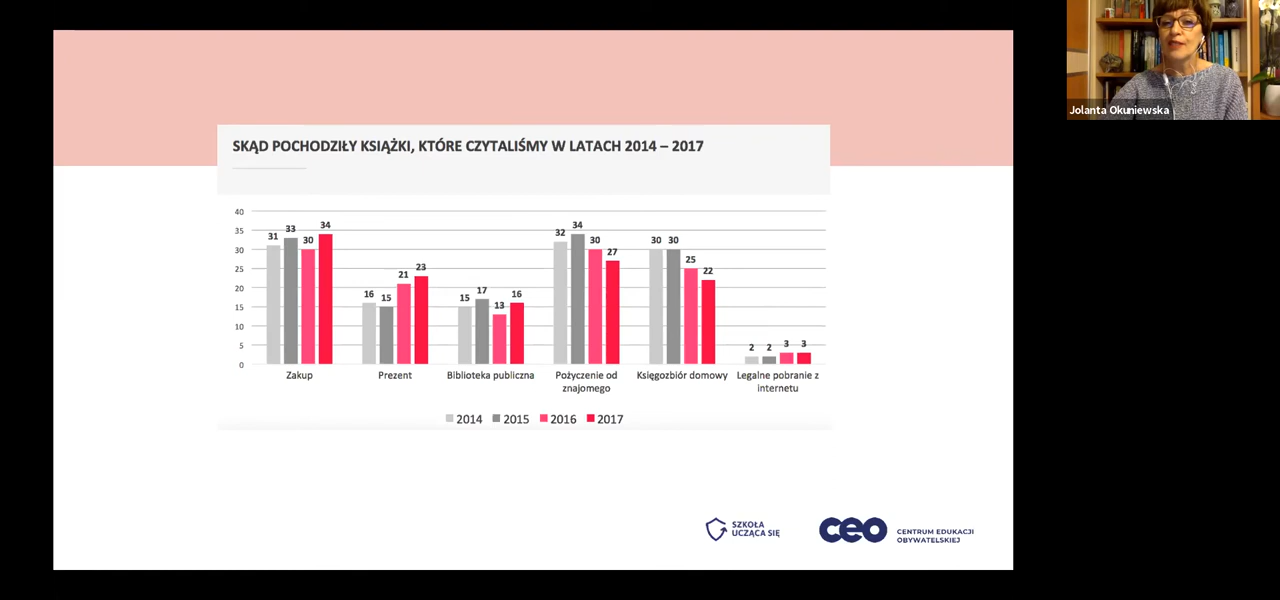 Jolanta Okuniewska
SKĄD POCHODZIŁY KSIĄŻKI, KTÓRE CZYTALIŚMY W LATACH 2014 – 2017
40
35
30
25
20
15
10
5
0
31 33 30 34
16 15 21 23
15 17 13 16
32 34 30 27
30 30 25 22
2 2 3 3
Zakup
Prezent
Biblioteka publiczna
Pożyczenie od
znajomego
Księgozbiór domowy
Legalne pobranie z
internetu
2014 2015 2016 2017
SZKOŁA
UCZĄCA SIĘ
ceo
CENTRUM EDUKACJI
OBYWATELSKIEJ